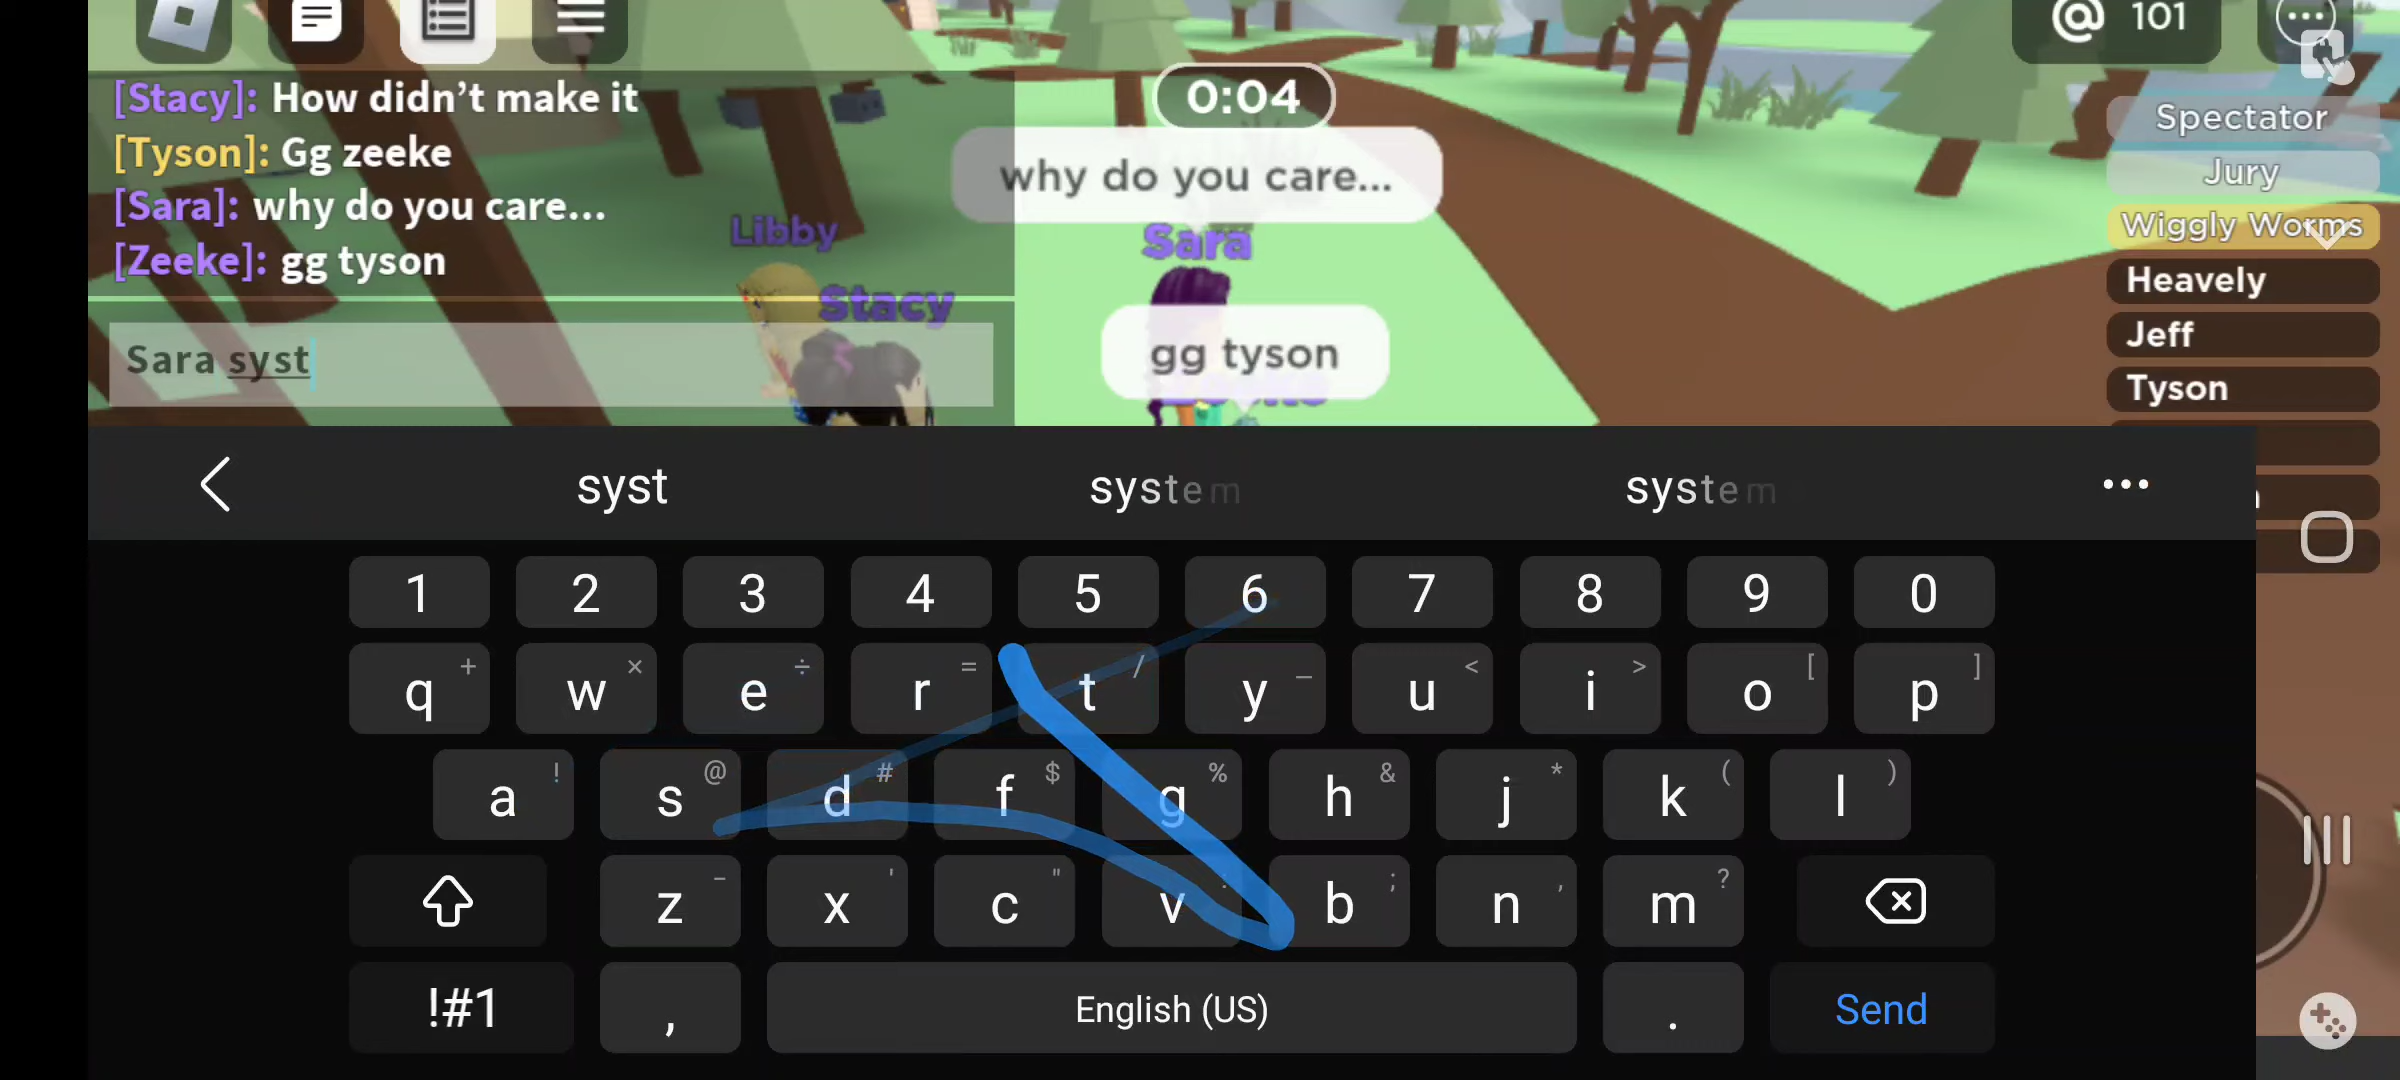 101
[Stacy]: How didn't make it
[Tyson]: Gg zeeke
[Sara]: why do you care...
[Zeeke]: gg tyson
Sara syst
0:04
why do you care...
Libby
Sara
Stacy
gg tyson
Spectator
Jury
Wiggly Worms
Heavely
Jeff
Tyson
syst system system •••
1 2 3 4 5 6 7 8 9 0
q + w × e ÷ r = t / y _ u < i > o [ p ]
a ! s @ d # f $ g % h & j * k ( l )
z - x ' c " v : b ; n , m ?
!#1 , English (US) . Send